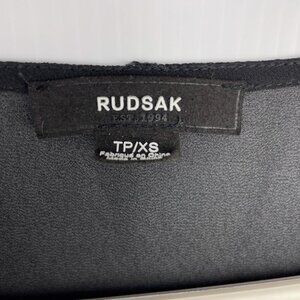 RUDSAK
EST. 1994
TP/XS
Fabriqué en Chine
Made in China